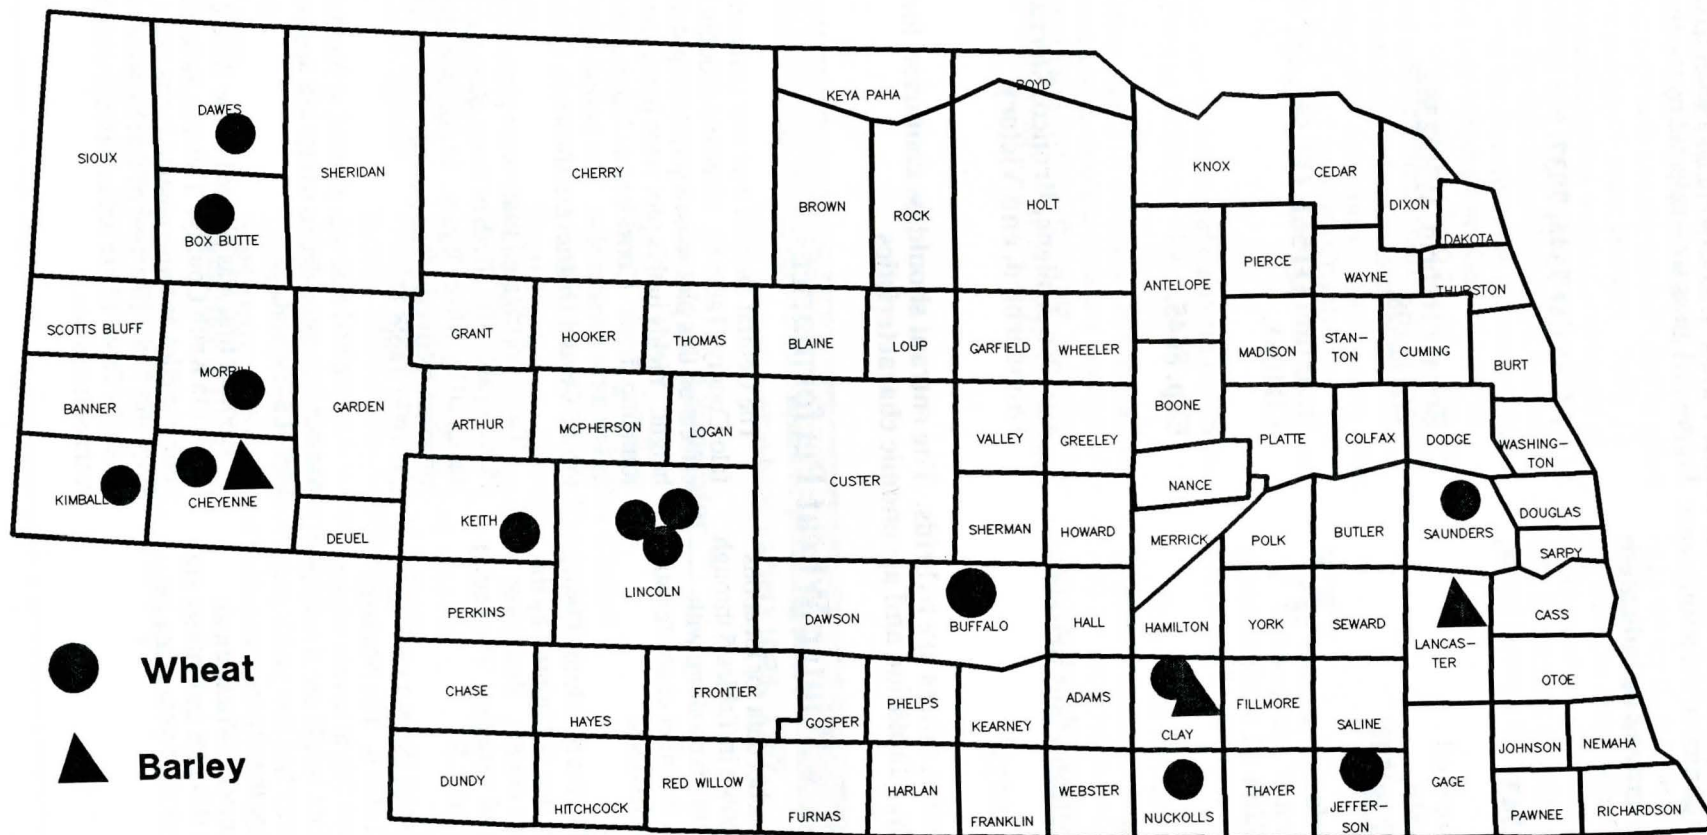 DAWES
SIOUX
SHERIDAN
CHERRY
KEYA PAHA
BOYD
BOX BUTTE
BROWN
ROCK
HOLT
KNOX
CEDAR
DIXON
DAKOTA
PIERCE
WAYNE
THURSTON
ANTELOPE
SCOTTS BLUFF
MORRILL
GARDEN
GRANT
HOOKER
THOMAS
BLAINE
LOUP
GARFIELD
WHEELER
MADISON
STAN-
TON
CUMING
BURT
BANNER
ARTHUR
MCPHERSON
LOGAN
CUSTER
VALLEY
GREELEY
BOONE
PLATTE
COLFAX
DODGE
WASHING-
TON
KIMBALL
CHEYENNE
DEUEL
KEITH
LINCOLN
SHERMAN
HOWARD
NANCE
MERRICK
POLK
BUTLER
SAUNDERS
DOUGLAS
SARPY
PERKINS
DAWSON
BUFFALO
HALL
HAMILTON
YORK
SEWARD
LANCAS-
TER
CASS
OTOE
Wheat
CHASE
HAYES
FRONTIER
GOSPER
PHELPS
KEARNEY
ADAMS
CLAY
FILLMORE
SALINE
JOHNSON
NEMAHA
Barley
DUNDY
HITCHCOCK
RED WILLOW
FURNAS
HARLAN
FRANKLIN
WEBSTER
NUCKOLLS
THAYER
JEFFER-
SON
GAGE
PAWNEE
RICHARDSON